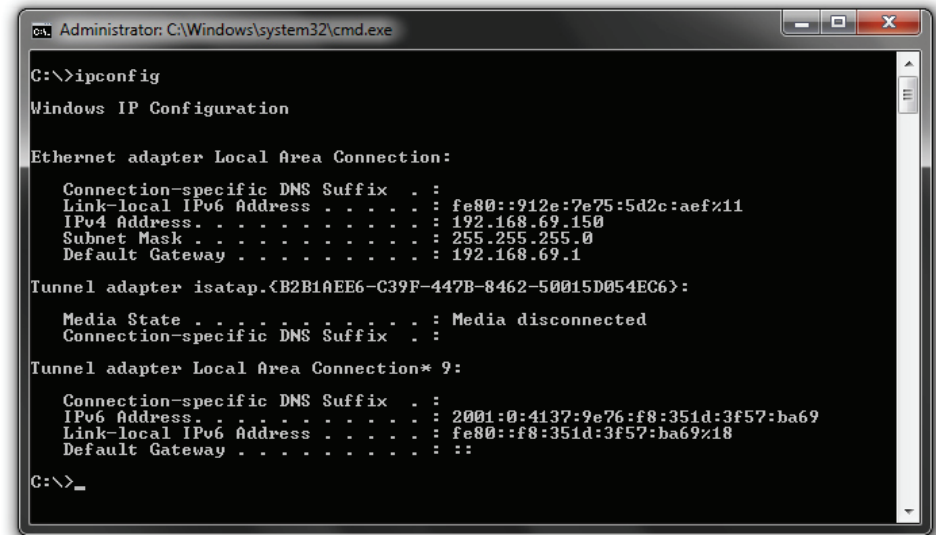 Administrator: C:\Windows\system32\cmd.exe
C:\>ipconfig
Windows IP Configuration
Ethernet adapter Local Area Connection:
Connection-specific DNS Suffix . :
Link-local IPv6 Address . . . . . : fe80::912e:7e75:5d2c:aef%11
IPv4 Address. . . . . . . . . . . : 192.168.69.150
Subnet Mask . . . . . . . . . . . : 255.255.255.0
Default Gateway . . . . . . . . . : 192.168.69.1
Tunnel adapter isatap.{B2B1AEE6-C39F-447B-8462-50015D054EC6}:
Media State . . . . . . . . . . . : Media disconnected
Connection-specific DNS Suffix . :
Tunnel adapter Local Area Connection* 9:
Connection-specific DNS Suffix . :
IPv6 Address. . . . . . . . . . . : 2001:0:4137:9e76:f8:351d:3f57:ba69
Link-local IPv6 Address . . . . . : fe80::f8:351d:3f57:ba69%18
Default Gateway . . . . . . . . . : ::
C:\>_